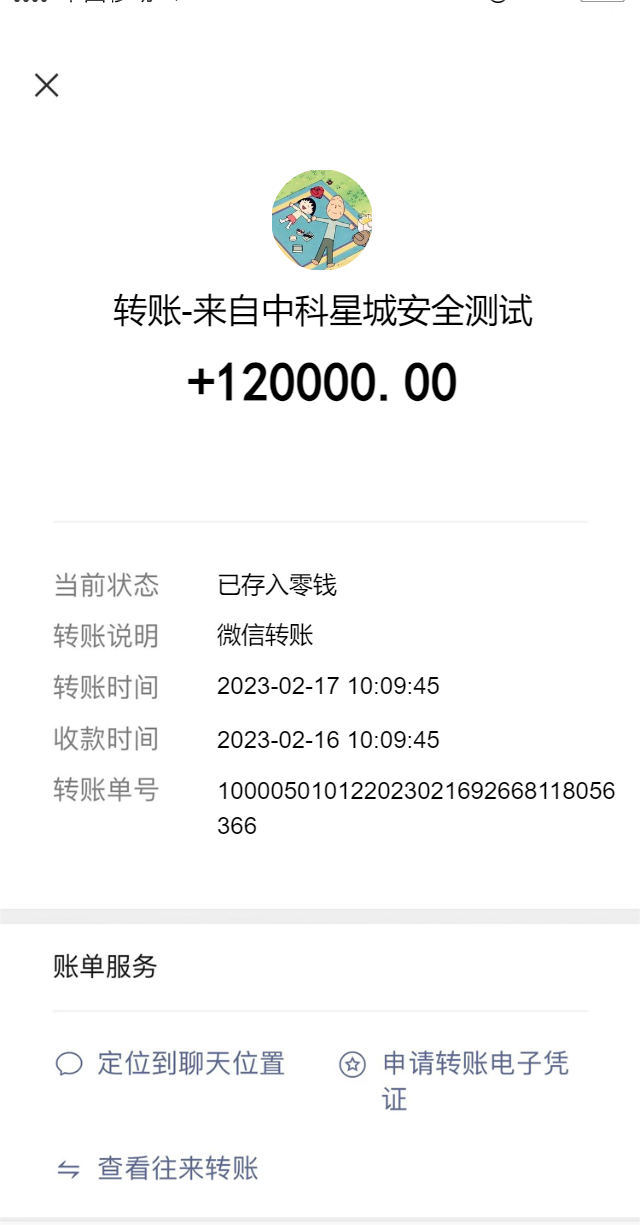 转账-来自中科星城安全测试
+120000.00
当前状态 已存入零钱
转账说明 微信转账
转账时间 2023-02-17 10:09:45
收款时间 2023-02-16 10:09:45
转账单号 100005010122023021692668118056
366
账单服务
定位到聊天位置 申请转账电子凭
证
查看往来转账